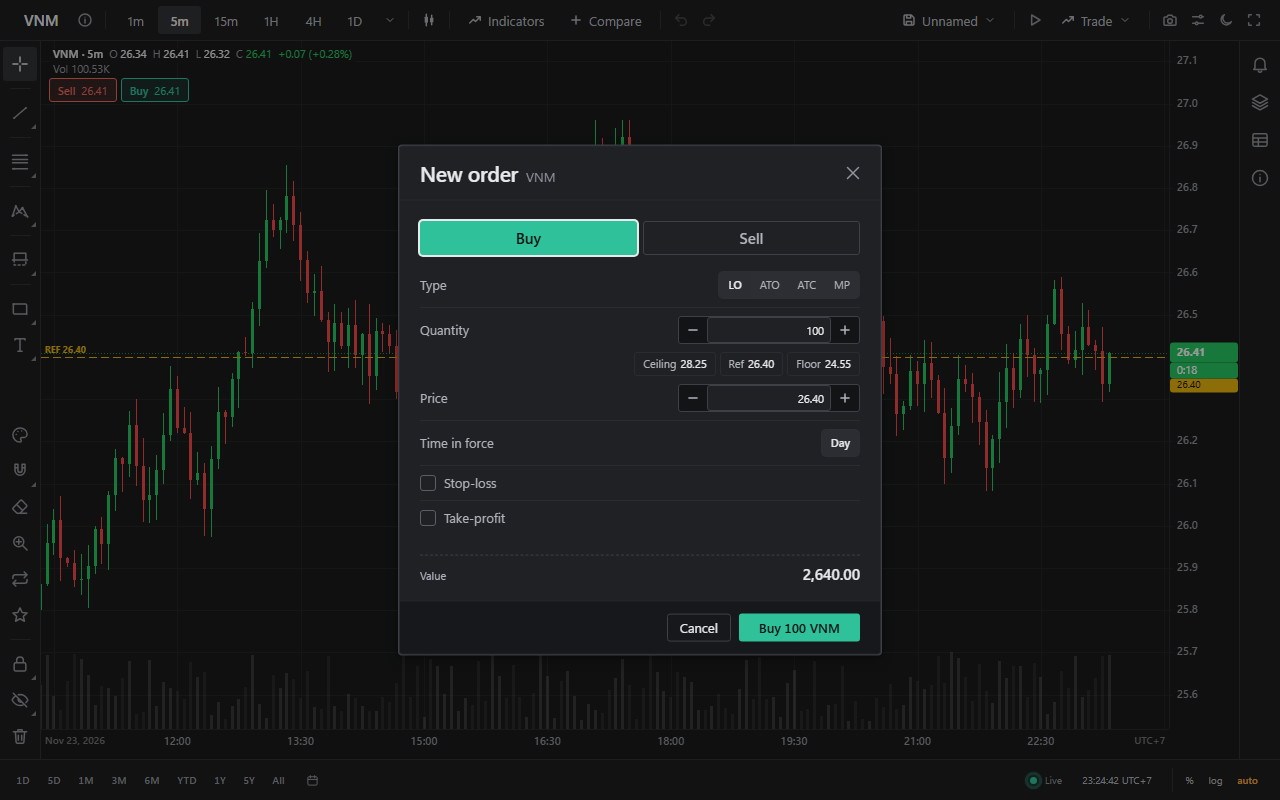 VNM 1m 5m 15m 1H 4H 1D Indicators Compare Unnamed Trade
VNM · 5m O 26.34 H 26.41 L 26.32 C 26.41 +0.07 (+0.28%)
Vol 100.53K
Sell 26.41 Buy 26.41
REF 26.40
New order VNM
Buy Sell
Type LO ATO ATC MP
Quantity 100
Ceiling 28.25 Ref 26.40 Floor 24.55
Price 26.40
Time in force Day
Stop-loss
Take-profit
Value 2,640.00
Cancel Buy 100 VNM
27.1
27.0
26.9
26.8
26.7
26.6
26.5
26.41
0:18
26.40
26.2
26.1
26.0
25.9
25.8
25.7
25.6
Nov 23, 2026 12:00 13:30 15:00 16:30 18:00 19:30 21:00 22:30 UTC+7
1D 5D 1M 3M 6M YTD 1Y 5Y All Live 23:24:42 UTC+7 % log auto